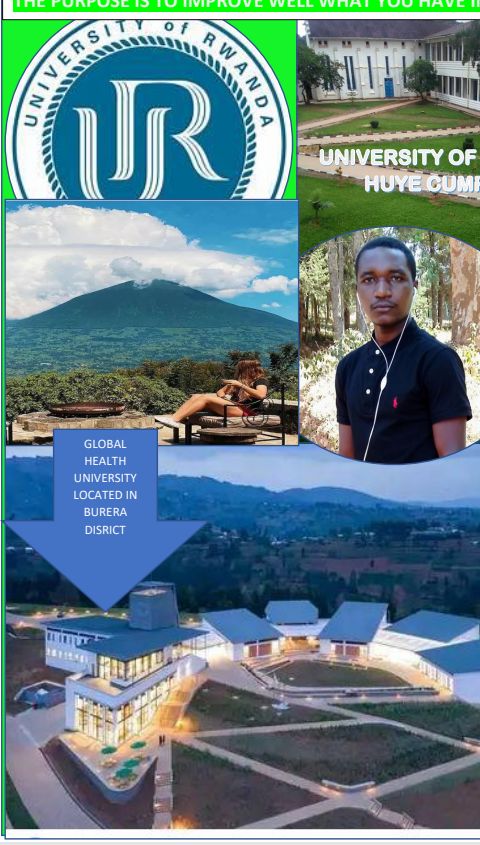 THE PURPOSE IS TO IMPROVE WELL WHAT YOU HAVE
UNIVERSITY of RWANDA
UR
UNIVERSITY OF
HUYE CUMP
GLOBAL
HEALTH
UNIVERSITY
LOCATED IN
BURERA
DISRICT